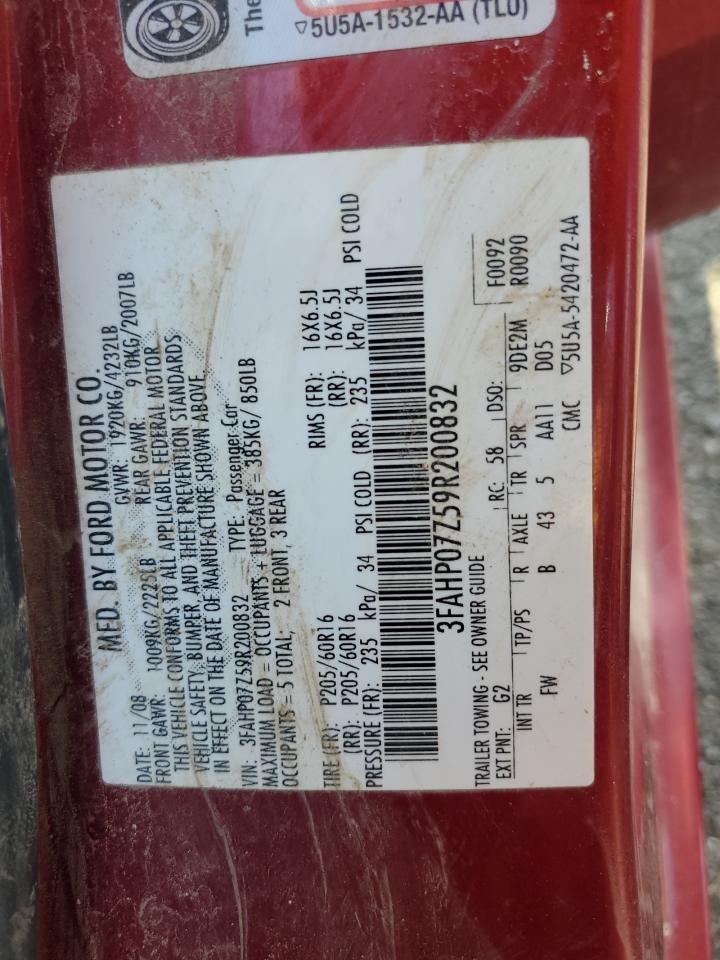 The
▽5U5A-1532-AA (TLU)
MFD. BY FORD MOTOR CO.
DATE: 11/08 GVWR: 1920KG/4232LB
FRONT GAWR: 1009KG/2225LB REAR GAWR: 910KG/2007LB
THIS VEHICLE CONFORMS TO ALL APPLICABLE FEDERAL MOTOR
VEHICLE SAFETY, BUMPER, AND THEFT PREVENTION STANDARDS
IN EFFECT ON THE DATE OF MANUFACTURE SHOWN ABOVE
VIN: 3FAHP07Z59R200832 TYPE: Passenger Car
MAXIMUM LOAD = OCCUPANTS + LUGGAGE = 385KG/ 850LB
OCCUPANTS = 5 TOTAL; 2 FRONT, 3 REAR
TIRE (FR): P205/60R16 RIMS (FR): 16X6.5J
(RR): P205/60R16 (RR): 16X6.5J
PRESSURE (FR): 235 kPa/ 34 PSI COLD (RR): 235 kPa/ 34 PSI COLD
3FAHP07Z59R200832
TRAILER TOWING - SEE OWNER GUIDE
F0092
EXT PNT: G2 RC: 58 DSO: R0090
INT TR TP/PS R AXLE TR SPR 9DE2M
FW B 43 5 AA11 D05
CMC ▽5U5A-5420472-AA